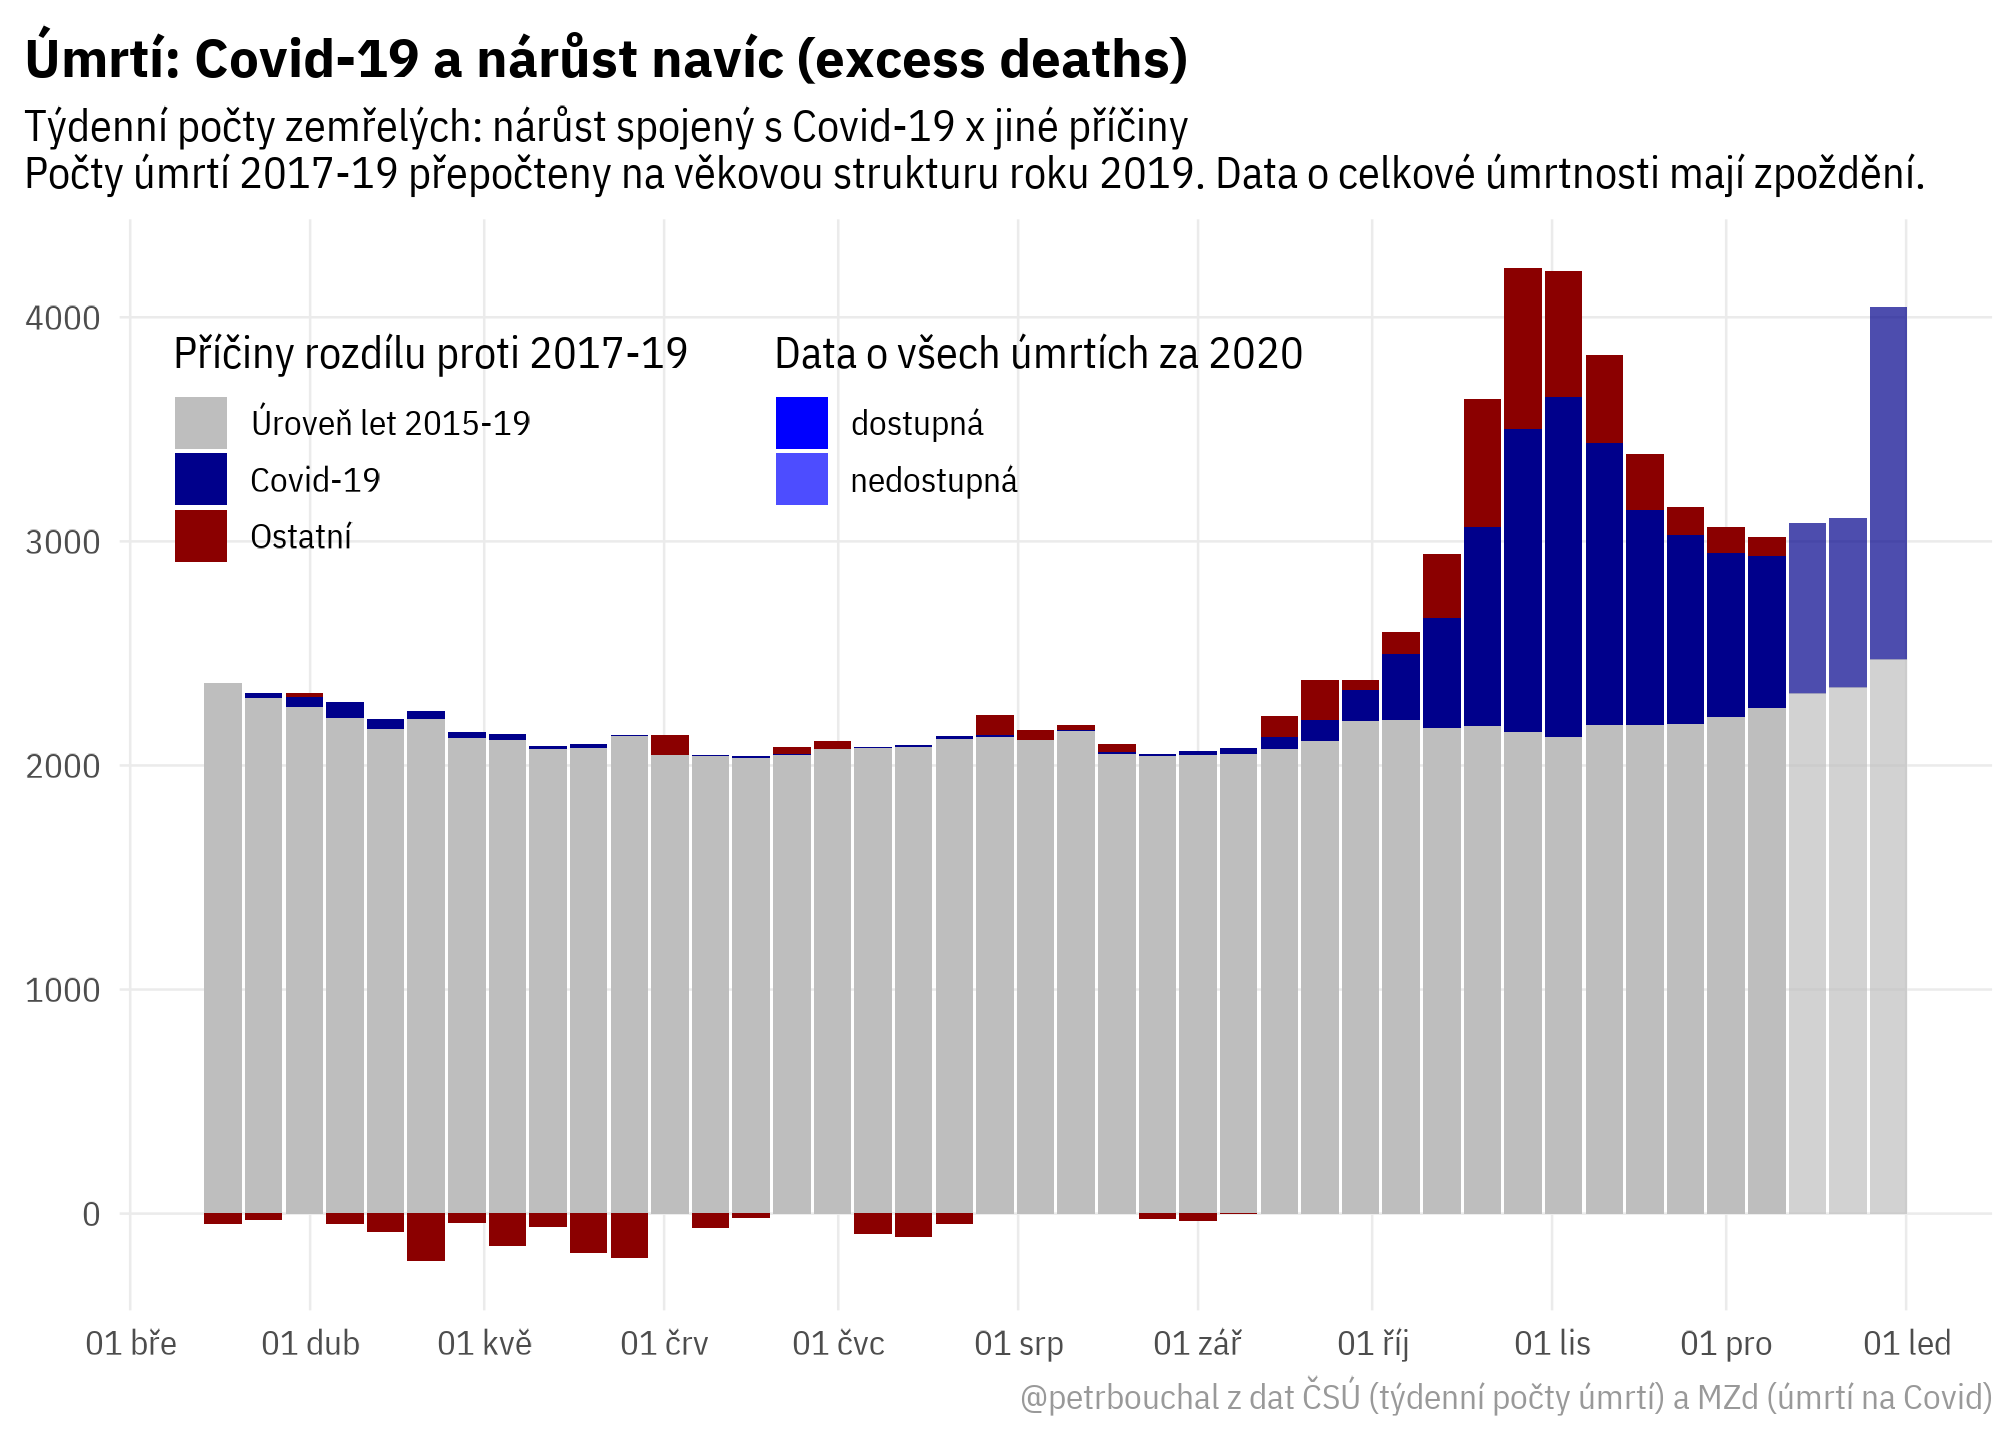 Úmrtí: Covid-19 a nárůst navíc (excess deaths)
Týdenní počty zemřelých: nárůst spojený s Covid-19 x jiné příčiny
Počty úmrtí 2017-19 přepočteny na věkovou strukturu roku 2019. Data o celkové úmrtnosti mají zpoždění.
4000
3000
2000
1000
0
Příčiny rozdílu proti 2017-19
Úroveň let 2015-19
Covid-19
Ostatní
Data o všech úmrtích za 2020
dostupná
nedostupná
01 bře
01 dub
01 kvě
01 črv
01 čvc
01 srp
01 zář
01 říj
01 lis
01 pro
01 led
@petrbouchal z dat ČSÚ (týdenní počty úmrtí) a MZd (úmrtí na Covid)